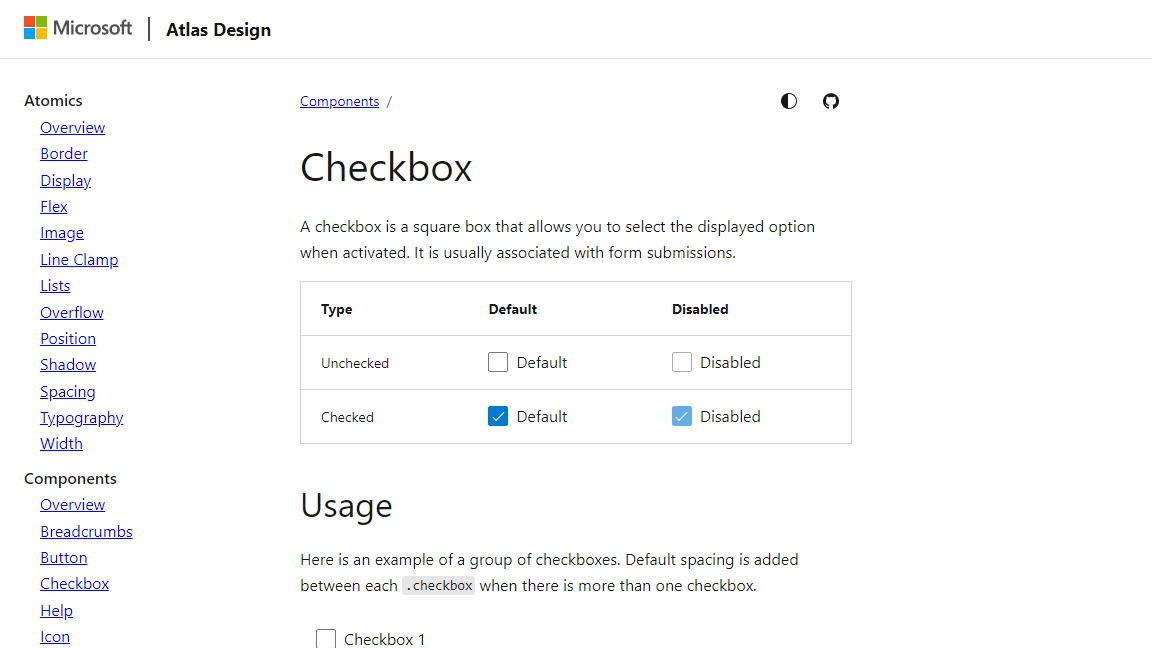 Microsoft | Atlas Design
Atomics
Overview
Border
Display
Flex
Image
Line Clamp
Lists
Overflow
Position
Shadow
Spacing
Typography
Width
Components
Overview
Breadcrumbs
Button
Checkbox
Help
Icon
Components /
Checkbox
A checkbox is a square box that allows you to select the displayed option
when activated. It is usually associated with form submissions.
Type Default Disabled
Unchecked Default Disabled
Checked Default Disabled
Usage
Here is an example of a group of checkboxes. Default spacing is added
between each .checkbox when there is more than one checkbox.
Checkbox 1